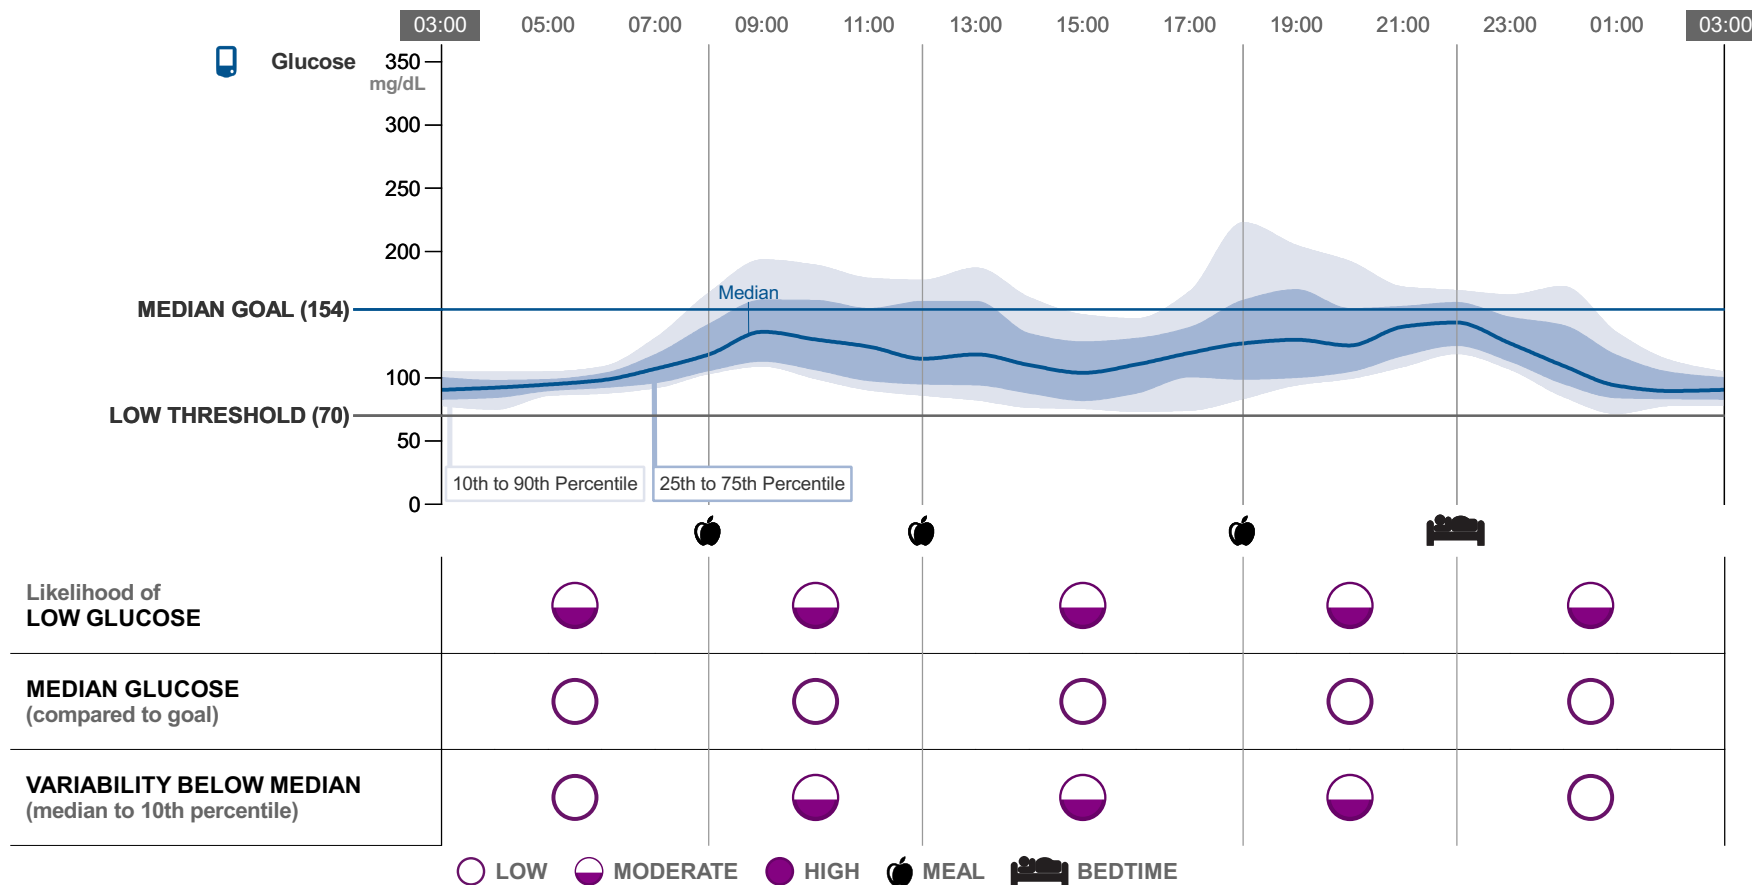 03:00 05:00 07:00 09:00 11:00 13:00 15:00 17:00 19:00 21:00 23:00 01:00 03:00
Glucose 350
mg/dL
300
250
200
Median
MEDIAN GOAL (154)
100
LOW THRESHOLD (70)
50
10th to 90th Percentile 25th to 75th Percentile
0
Likelihood of
LOW GLUCOSE
MEDIAN GLUCOSE
(compared to goal)
VARIABILITY BELOW MEDIAN
(median to 10th percentile)
LOW MODERATE HIGH MEAL BEDTIME